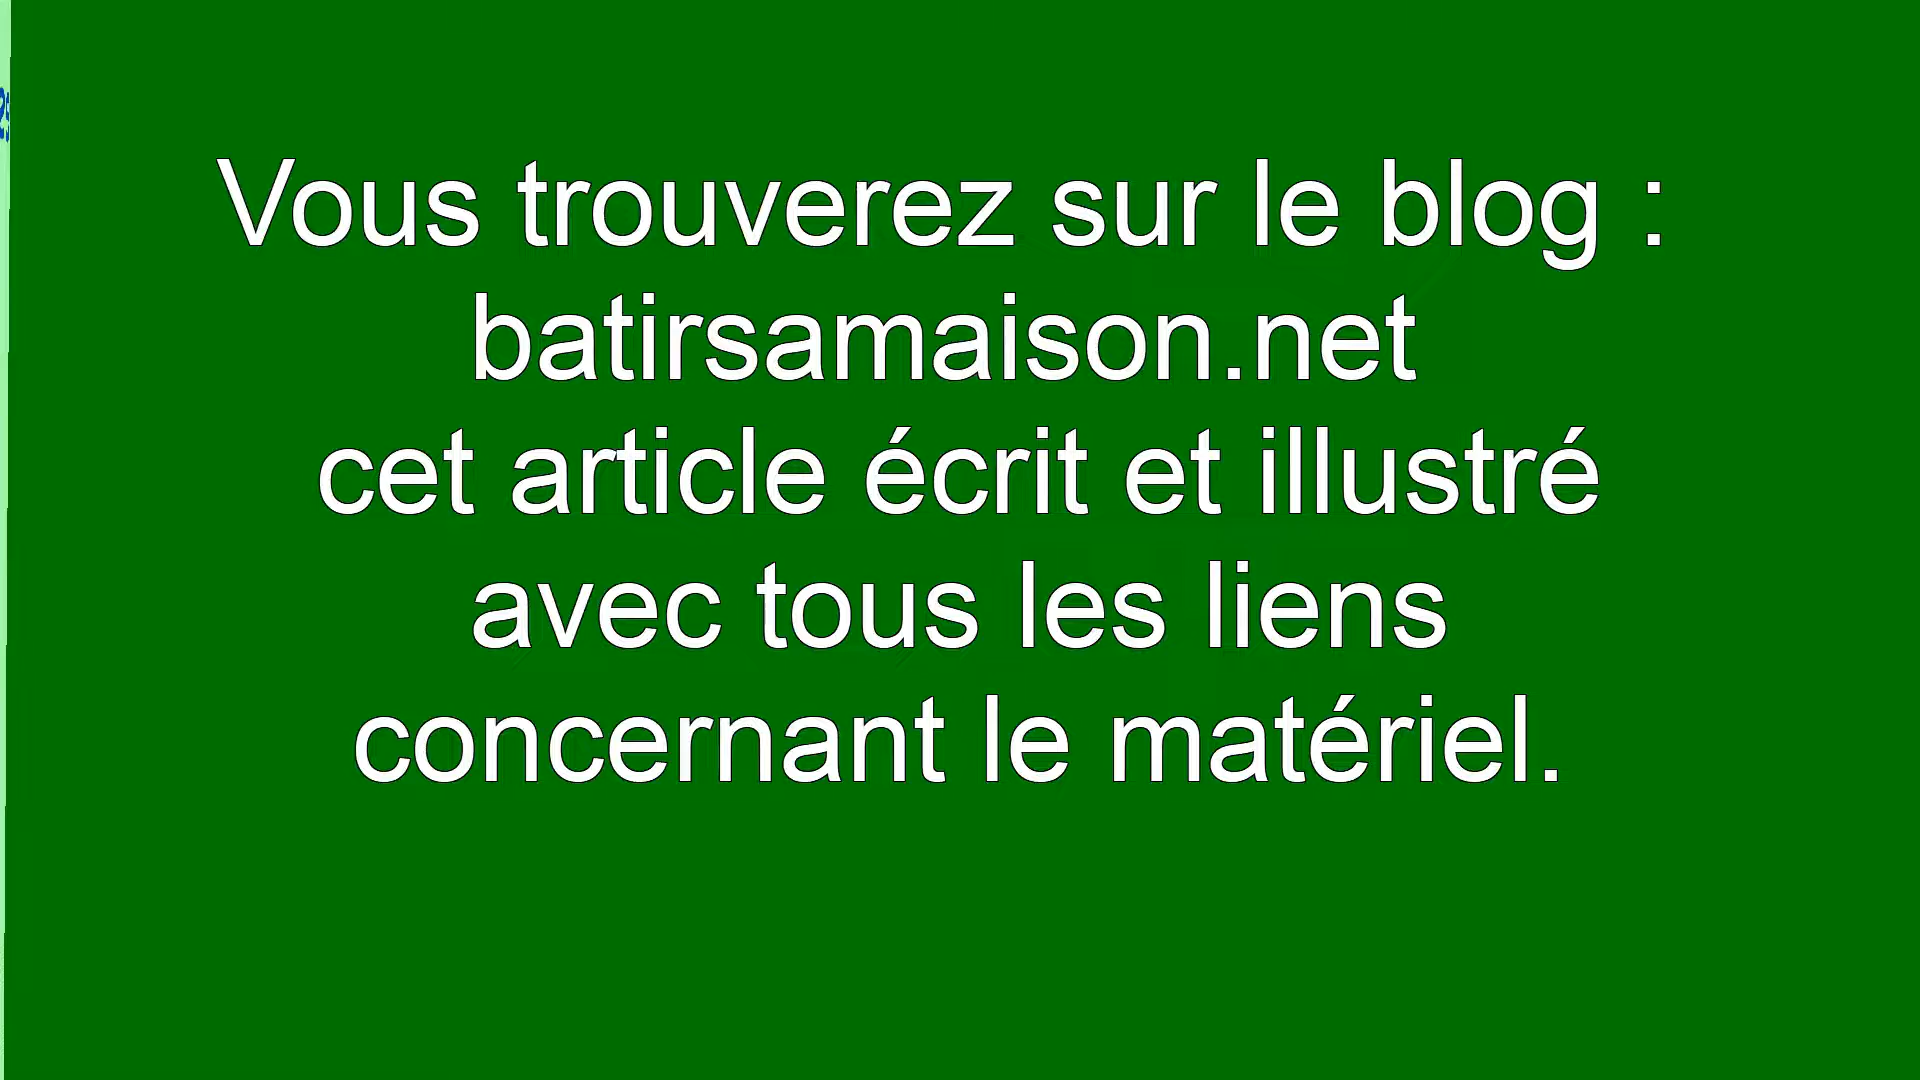 Vous trouverez sur le blog :
batirsamaison.net
cet article écrit et illustré
avec tous les liens
concernant le matériel.